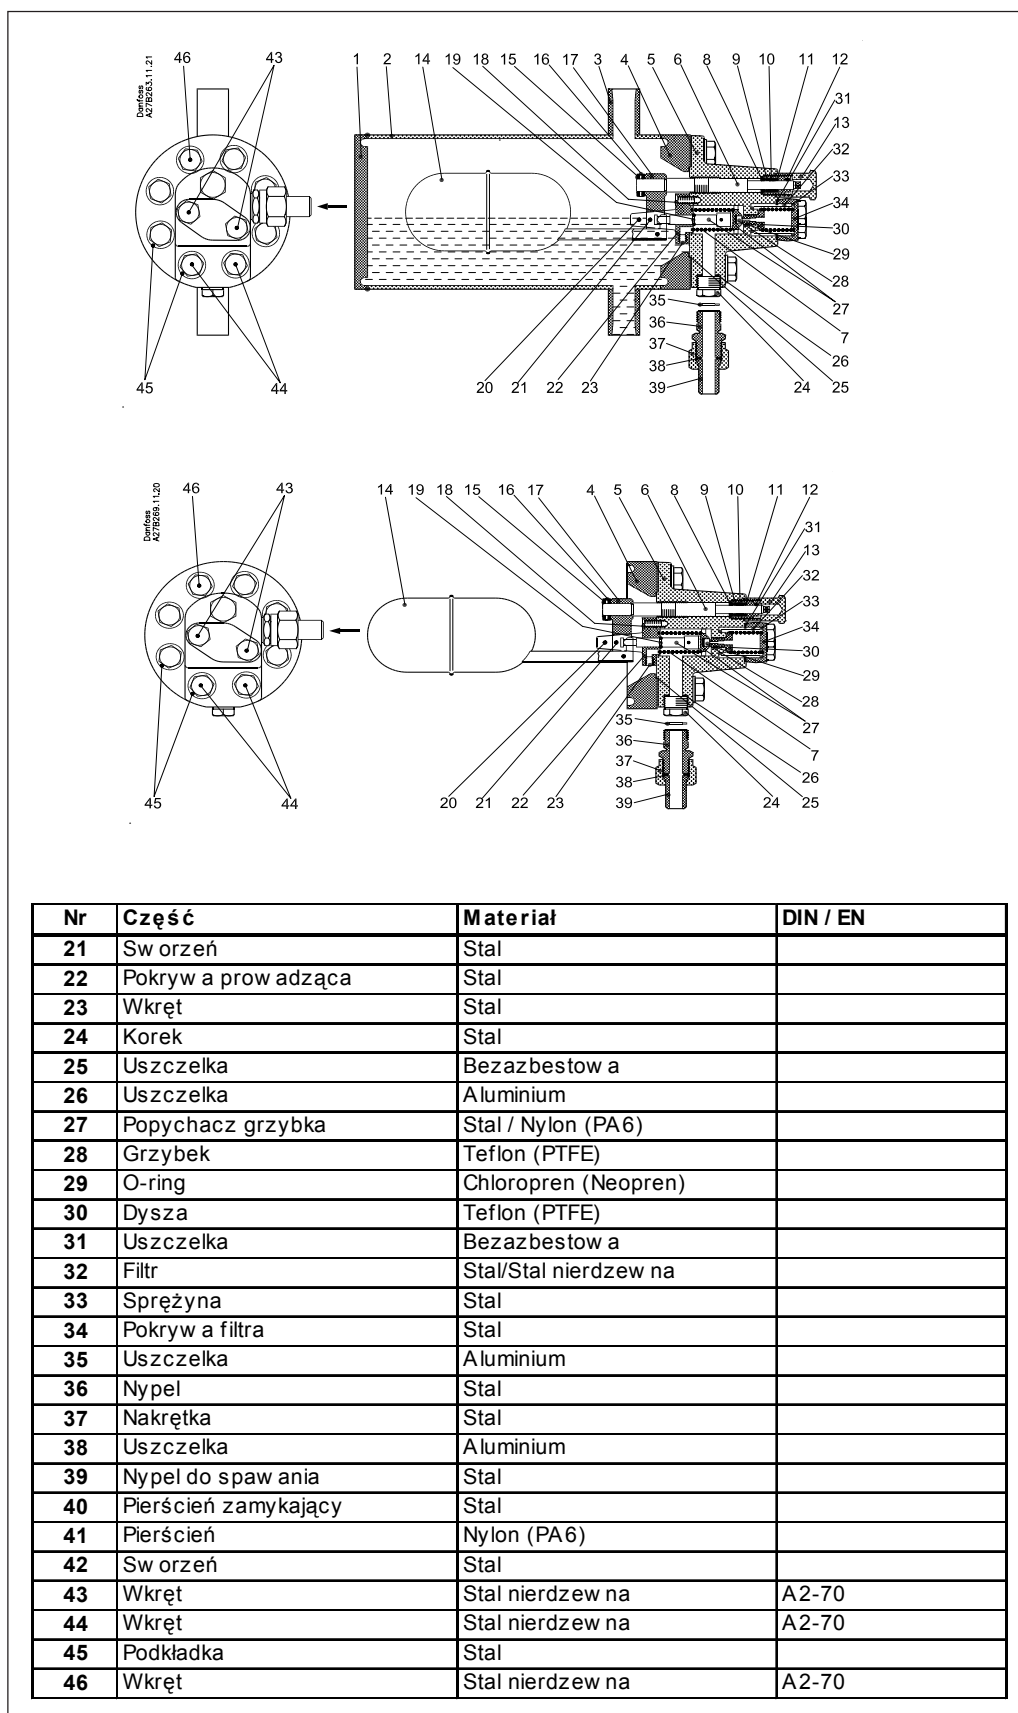 Danfoss
A27B263.11.21
46 43 1 2 14 19 18 15 16 17 3 4 5 6 8 9 10 11 12
31
13
32
33
34
30
29
28
27
7
26
25
35
36
37
38
39
20 21 22 23 24
45 44
Danfoss
A27B269.11.20
46 43 14 19 18 15 16 17 4 5 6 8 9 10 11 12
31
13
32
33
34
30
29
28
27
7
26
25
35
36
37
38
39
20 21 22 23 24
45 44
Nr Część Materiał DIN / EN
21 Sworzeń Stal
22 Pokrywa prowadząca Stal
23 Wkręt Stal
24 Korek Stal
25 Uszczelka Bezazbestowa
26 Uszczelka Aluminium
27 Popychacz grzybka Stal / Nylon (PA6)
28 Grzybek Teflon (PTFE)
29 O-ring Chloropren (Neopren)
30 Dysza Teflon (PTFE)
31 Uszczelka Bezazbestowa
32 Filtr Stal/Stal nierdzewna
33 Sprężyna Stal
34 Pokrywa filtra Stal
35 Uszczelka Aluminium
36 Nypel Stal
37 Nakrętka Stal
38 Uszczelka Aluminium
39 Nypel do spawania Stal
40 Pierścień zamykający Stal
41 Pierścień Nylon (PA6)
42 Sworzeń Stal
43 Wkręt Stal nierdzewna A2-70
44 Wkręt Stal nierdzewna A2-70
45 Podkładka Stal
46 Wkręt Stal nierdzewna A2-70